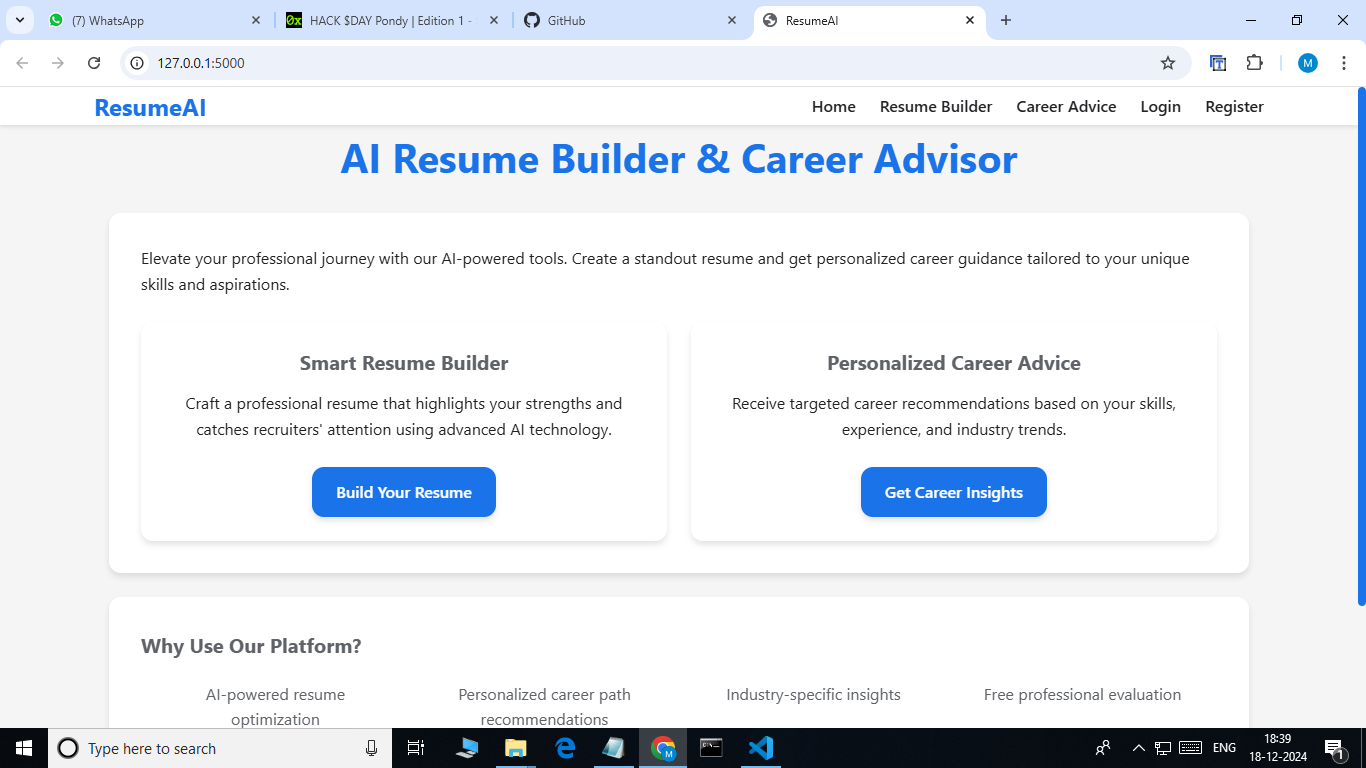 (7) WhatsApp
HACK $DAY Pondy | Edition 1 -
GitHub
ResumeAI
127.0.0.1:5000
M
ResumeAI
Home Resume Builder Career Advice Login Register
AI Resume Builder & Career Advisor
Elevate your professional journey with our AI-powered tools. Create a standout resume and get personalized career guidance tailored to your unique
skills and aspirations.
Smart Resume Builder
Craft a professional resume that highlights your strengths and
catches recruiters' attention using advanced AI technology.
Build Your Resume
Personalized Career Advice
Receive targeted career recommendations based on your skills,
experience, and industry trends.
Get Career Insights
Why Use Our Platform?
AI-powered resume
optimization
Personalized career path
recommendations
Industry-specific insights
Free professional evaluation
Type here to search
M
ENG
18:39
18-12-2024
1